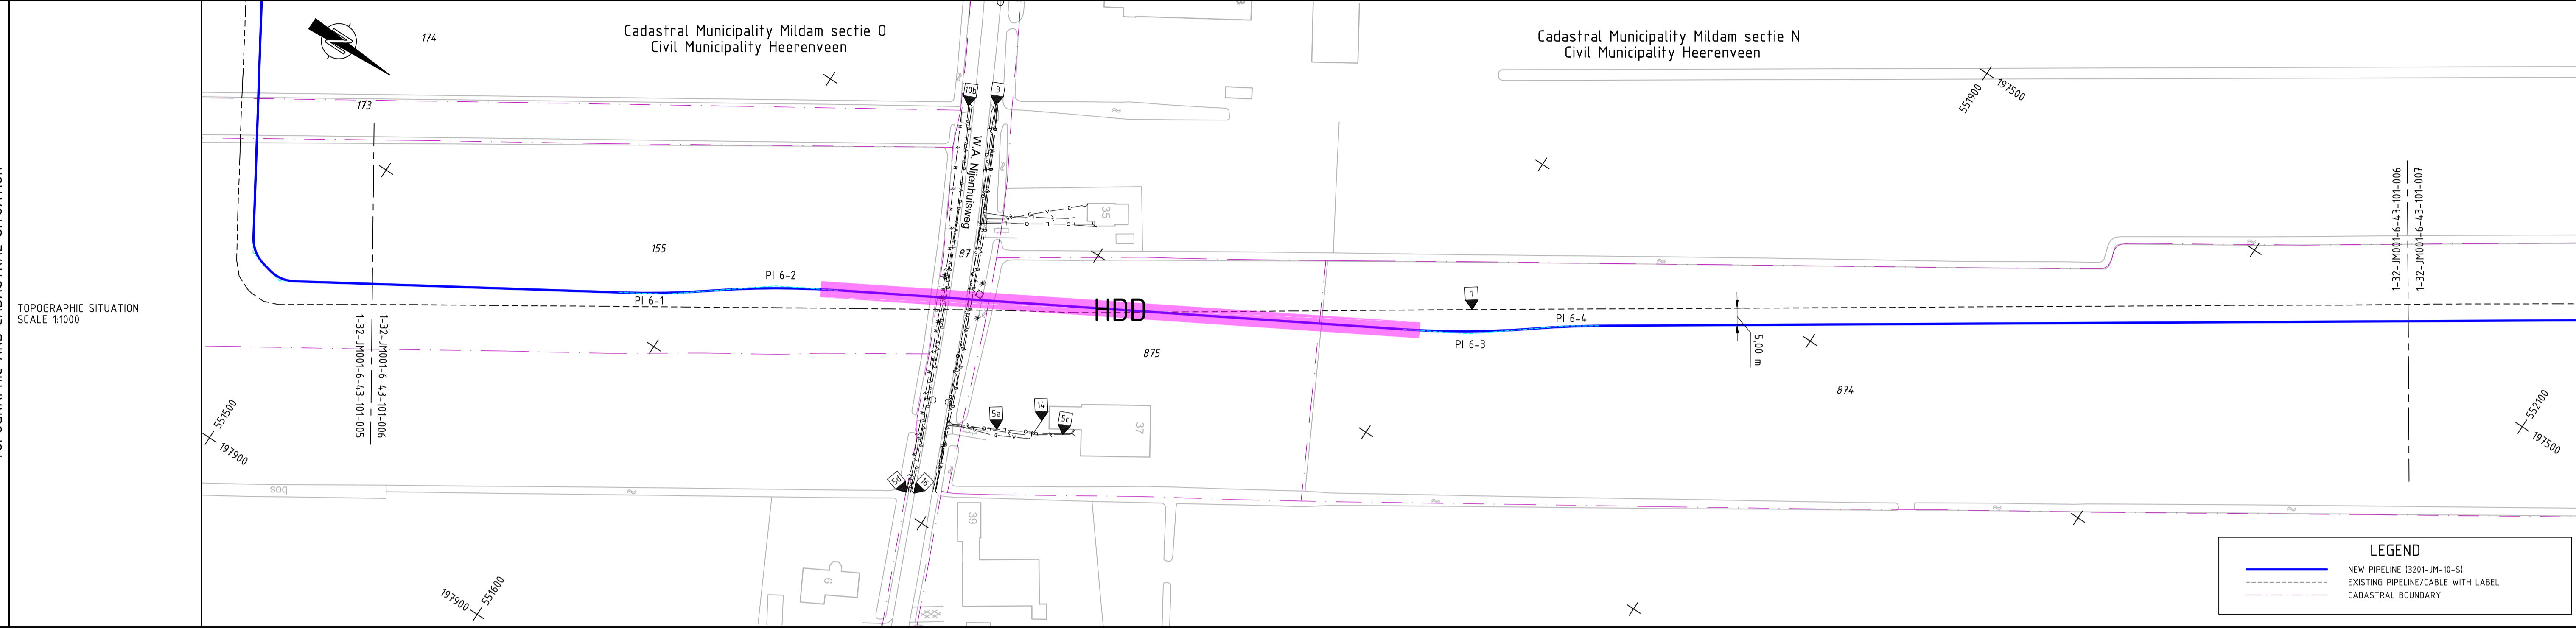 TOPOGRAPHIC SITUATION
SCALE 1:1000
N
174
173
155
Cadastral Municipality Mildam sectie O
Civil Municipality Heerenveen
Cadastral Municipality Mildam sectie N
Civil Municipality Heerenveen
551900
197500
10b
3
W.A. Nijenhuisweg
35
87
PI 6-1
PI 6-2
HDD
1
PI 6-3
PI 6-4
5.00 m
875
874
1-32-JM001-6-43-101-005
1-32-JM001-6-43-101-006
1-32-JM001-6-43-101-006
1-32-JM001-6-43-101-007
551500
197900
5a
14
5c
37
5d
16
bos
39
6
197900
551600
552100
197500
LEGEND
NEW PIPELINE (3201-JM-10-S)
EXISTING PIPELINE/CABLE WITH LABEL
CADASTRAL BOUNDARY